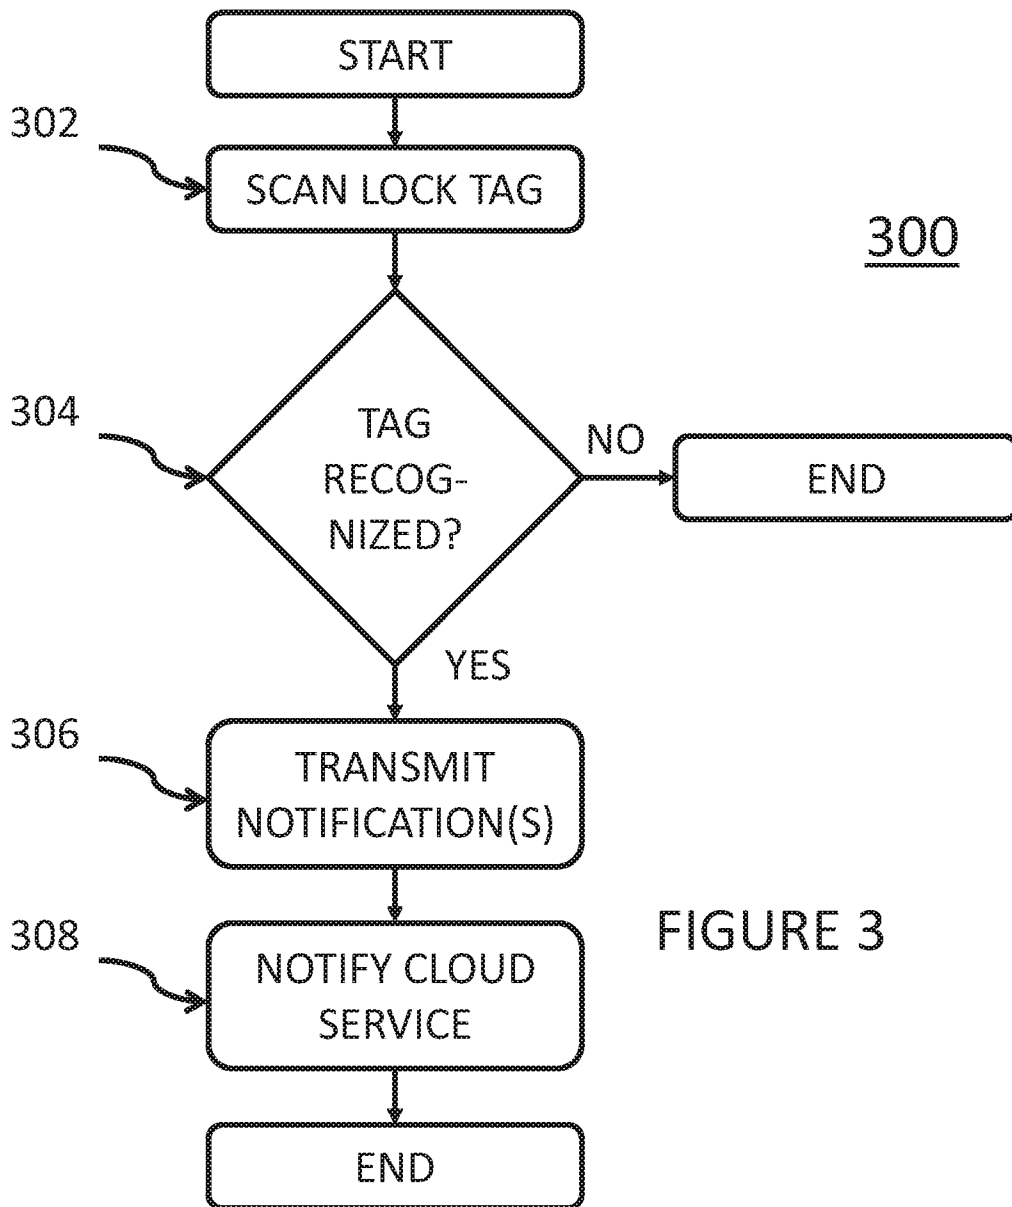 START
302
SCAN LOCK TAG
300
304
TAG
RECOG-
NIZED?
NO
END
YES
306
TRANSMIT
NOTIFICATION(S)
308
NOTIFY CLOUD
SERVICE
FIGURE 3
END